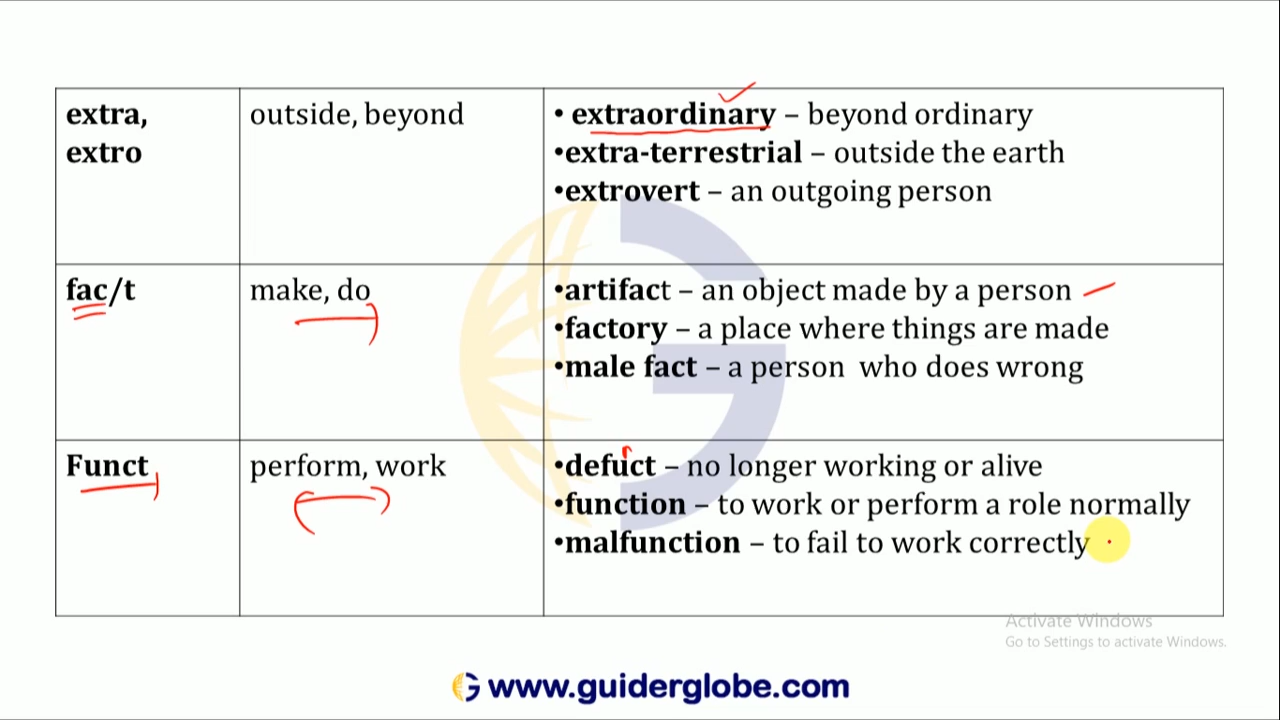 extra,
extro
outside, beyond
• extraordinary – beyond ordinary
•extra-terrestrial – outside the earth
•extrovert – an outgoing person
fac/t
make, do
•artifact – an object made by a person
•factory – a place where things are made
•male fact – a person who does wrong
Funct
perform, work
•defuct – no longer working or alive
•function – to work or perform a role normally
•malfunction – to fail to work correctly
Activate Windows
Go to Settings to activate Windows.
www.guiderglobe.com